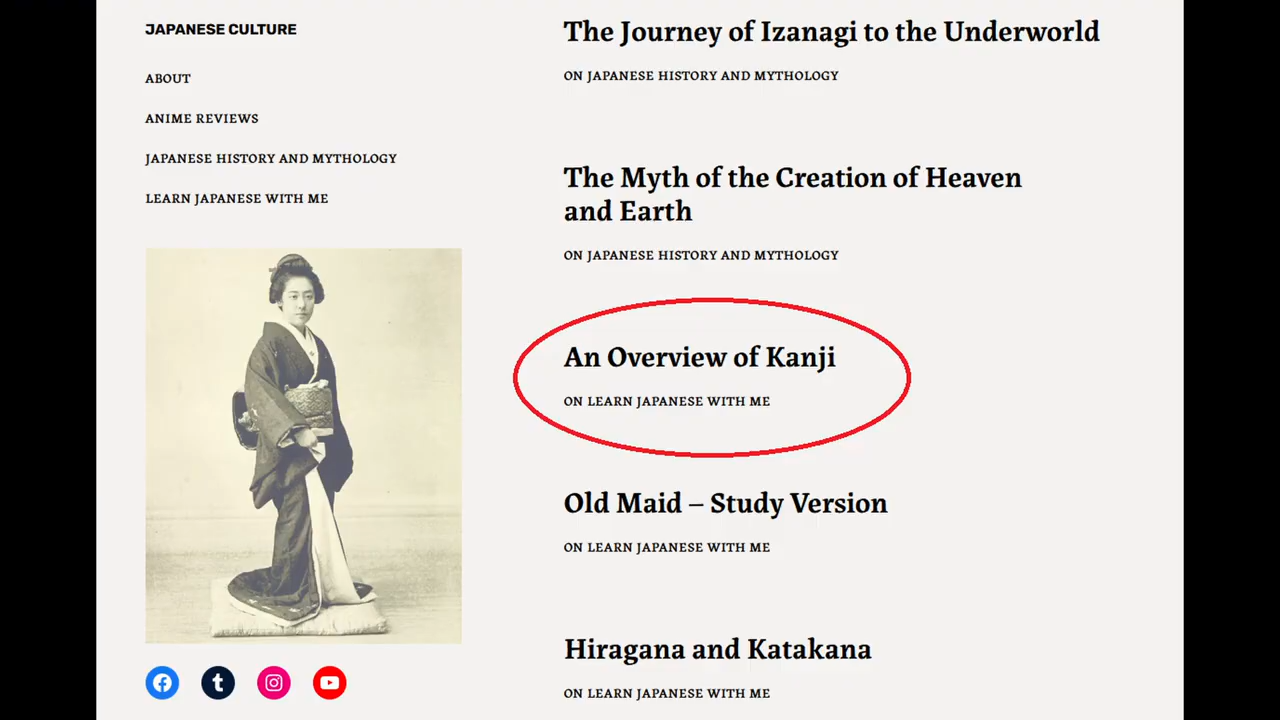 JAPANESE CULTURE
ABOUT
ANIME REVIEWS
JAPANESE HISTORY AND MYTHOLOGY
LEARN JAPANESE WITH ME
The Journey of Izanagi to the Underworld
ON JAPANESE HISTORY AND MYTHOLOGY
The Myth of the Creation of Heaven
and Earth
ON JAPANESE HISTORY AND MYTHOLOGY
An Overview of Kanji
ON LEARN JAPANESE WITH ME
Old Maid – Study Version
ON LEARN JAPANESE WITH ME
Hiragana and Katakana
ON LEARN JAPANESE WITH ME